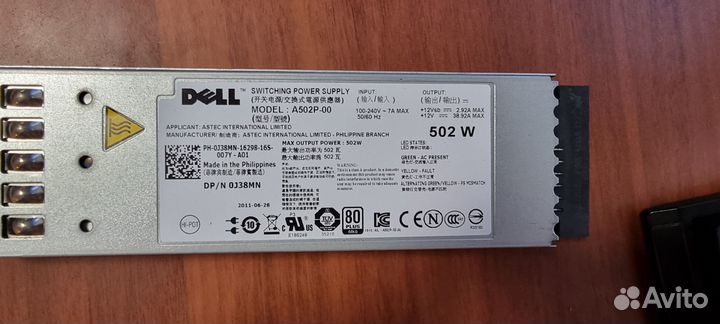 DELL
SWITCHING POWER SUPPLY
(开关电源/交換式電源供應器)
MODEL : A502P-00
(型号/型號)
INPUT:
(输入/輸入)
100-240V ~ 7A MAX
50/60 Hz
OUTPUT/OUTPUT:
(输出/輸出)
+12Vsb 2.92A MAX
+12V 38.92A MAX
502 W
APPLICANT: ASTEC INTERNATIONAL LIMITED
MANUFACTURER/ ASTEC INTERNATIONAL LIMITED - PHILIPPINE BRANCH
PH-0J38MN-16298-16S-
007Y - A01
Made in the Philippines
DP/N 0J38MN
2011-06-26
MAX OUTPUT POWER: 502W
最大输出功率为 502 瓦
最大輸出功率為 502 瓦
LED STATES:
GREEN - AC PRESENT
YELLOW - FAULT
ALTERNATING GREEN/YELLOW - PS MISMATCH
HI-POT
10
80
PLUS
Avito